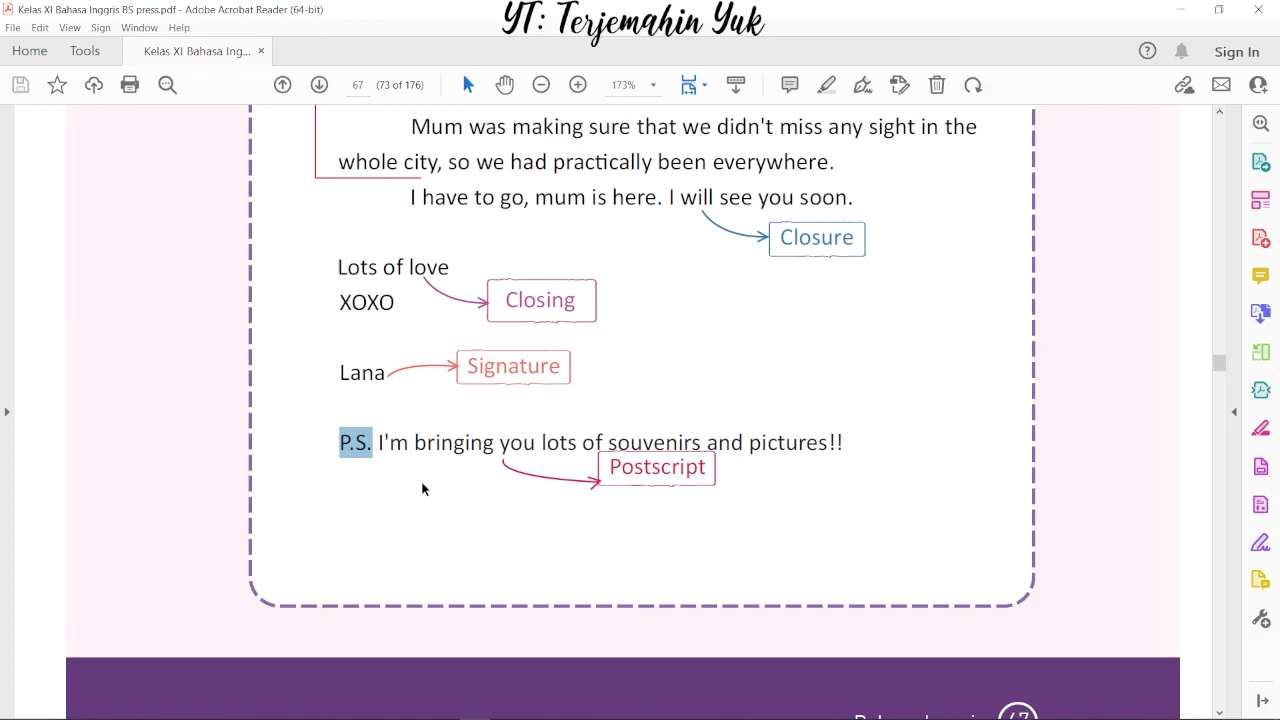 Kelas XI Bahasa Inggris BS press.pdf - Adobe Acrobat Reader (64-bit)
YT: Terjemahin Yuk
File Edit View Sign Window Help
Home Tools Kelas XI Bahasa Ing... × Sign In
67 (73 of 176) 173%
Mum was making sure that we didn't miss any sight in the
whole city, so we had practically been everywhere.
I have to go, mum is here. I will see you soon.
Closure
Lots of love
XOXO
Closing
Lana
Signature
P.S. I'm bringing you lots of souvenirs and pictures!!
Postscript